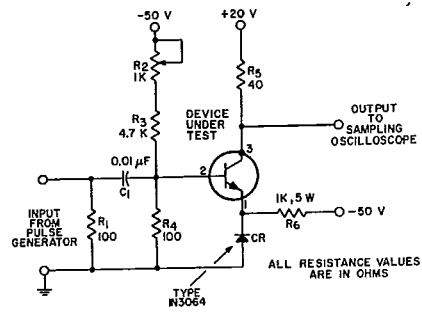 -50 V
+20 V
R2
1K
R5
40
R3
4.7 K
DEVICE
UNDER
TEST
OUTPUT
TO
SAMPLING
OSCILLOSCOPE
3
0.01 µF
2
C1
1
1K, 5 W
R6
-50 V
INPUT
FROM
PULSE
GENERATOR
R1
100
R4
100
CR
TYPE
IN3064
ALL RESISTANCE VALUES
ARE IN OHMS